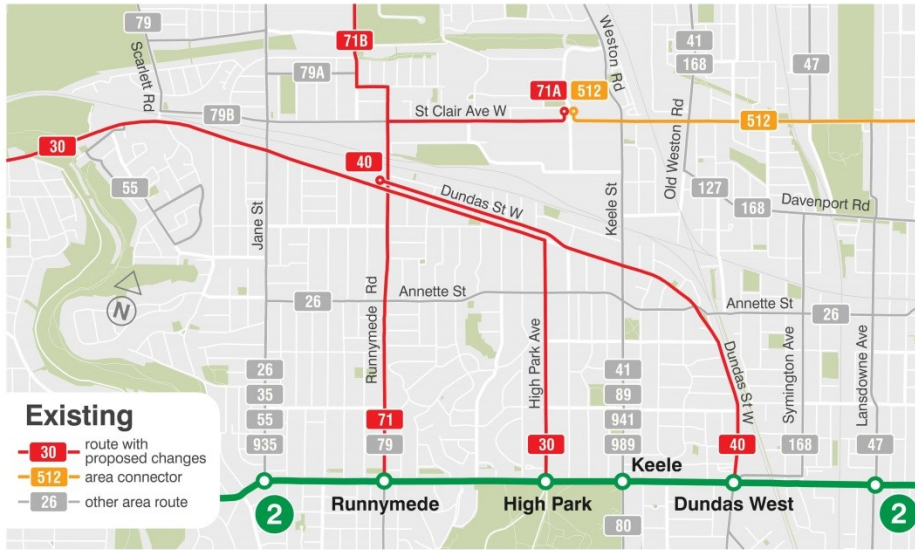 79
Scarlett Rd
71B
Weston Rd
41
168
47
79A
71A
512
79B
St Clair Ave W
512
30
40
Old Weston Rd
55
Dundas St W
127
168
Davenport Rd
Jane St
Keele St
N
26
Runnymede Rd
Annette St
Annette St
26
High Park Ave
Dundas St W
Symington Ave
Lansdowne Ave
26
35
55
935
71
79
30
41
89
941
989
40
168
47
Existing
30 route with
proposed changes
512 area connector
26 other area route
Keele
2
Runnymede
High Park
Dundas West
2
80